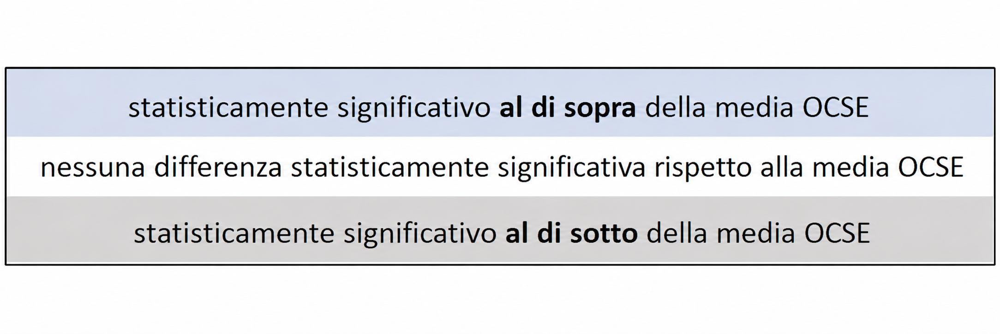 statisticamente significativo al di sopra della media OCSE
nessuna differenza statisticamente significativa rispetto alla media OCSE
statisticamente significativo al di sotto della media OCSE